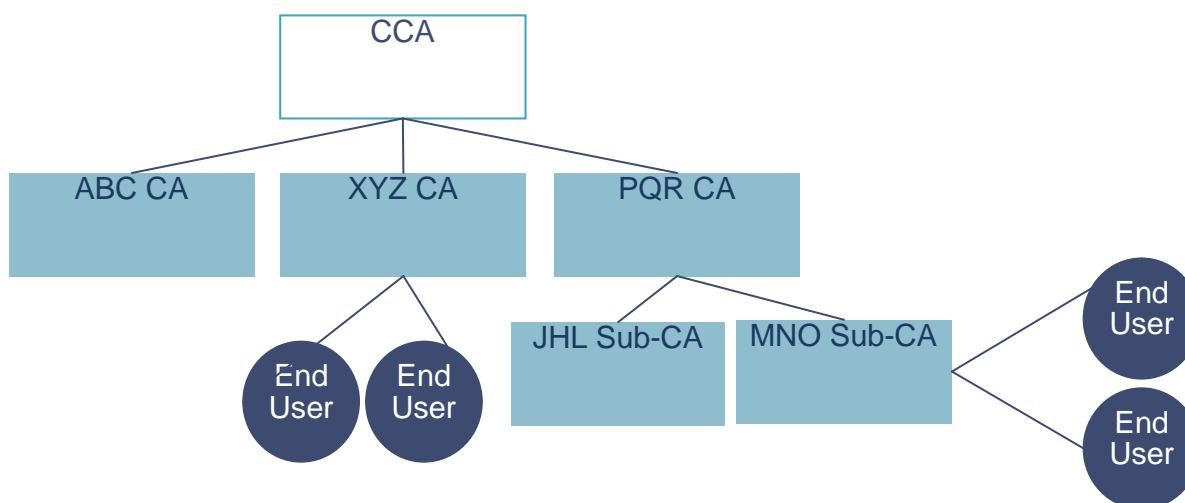 CCA
ABC CA
XYZ CA
PQR CA
JHL Sub-CA
MNO Sub-CA
End
User
End
User
End
User
End
User